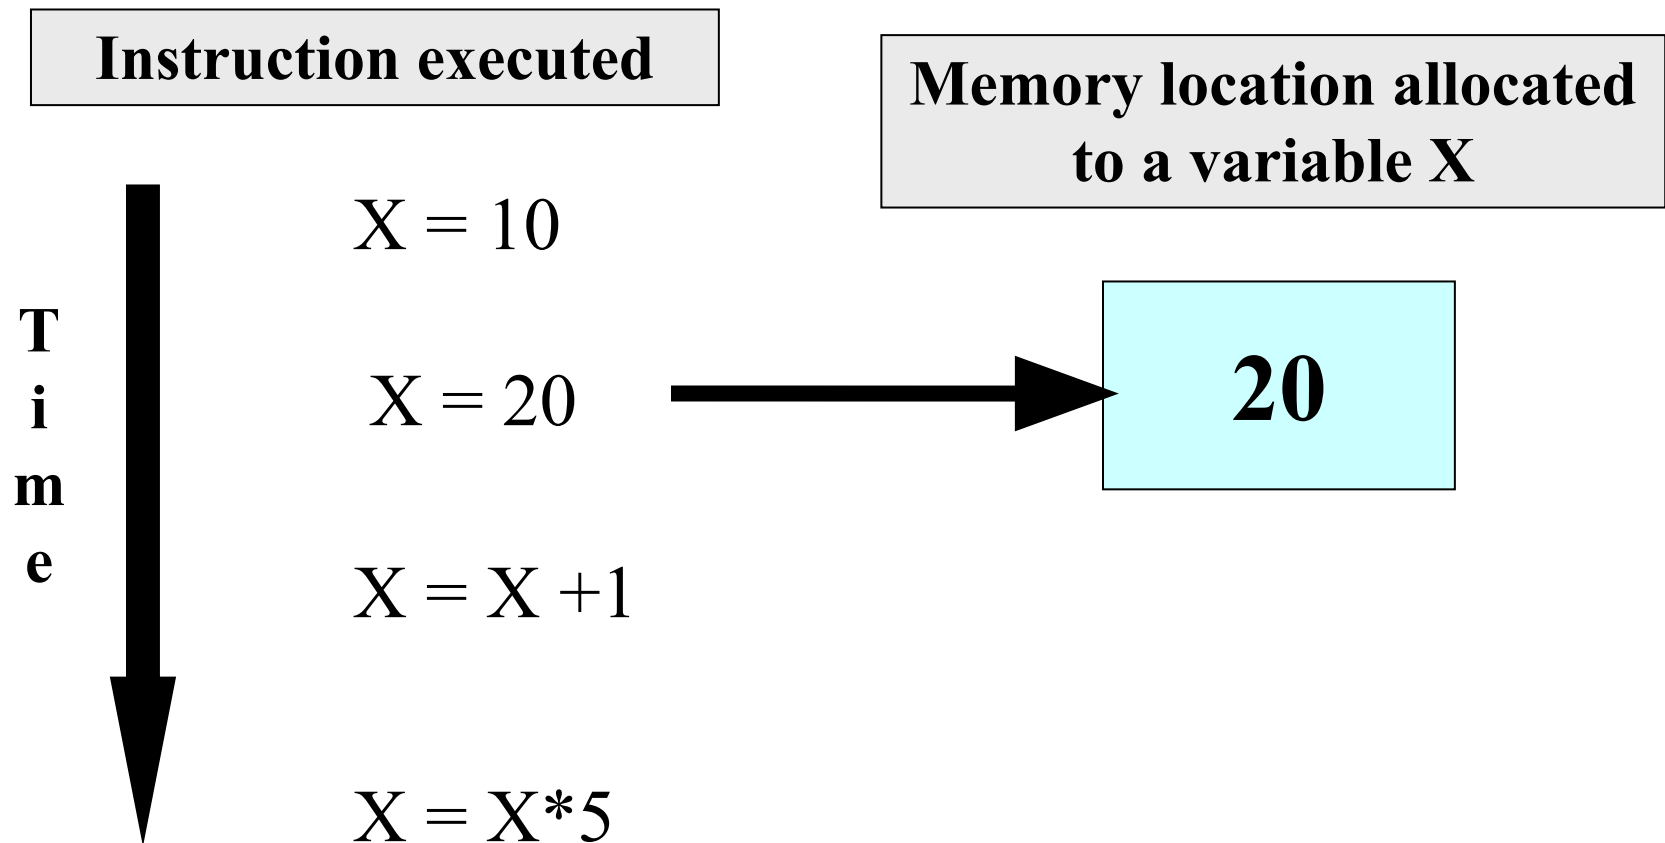 Instruction executed
Memory location allocated
to a variable X
T
i
m
e
X = 10
X = 20
20
X = X +1
X = X*5